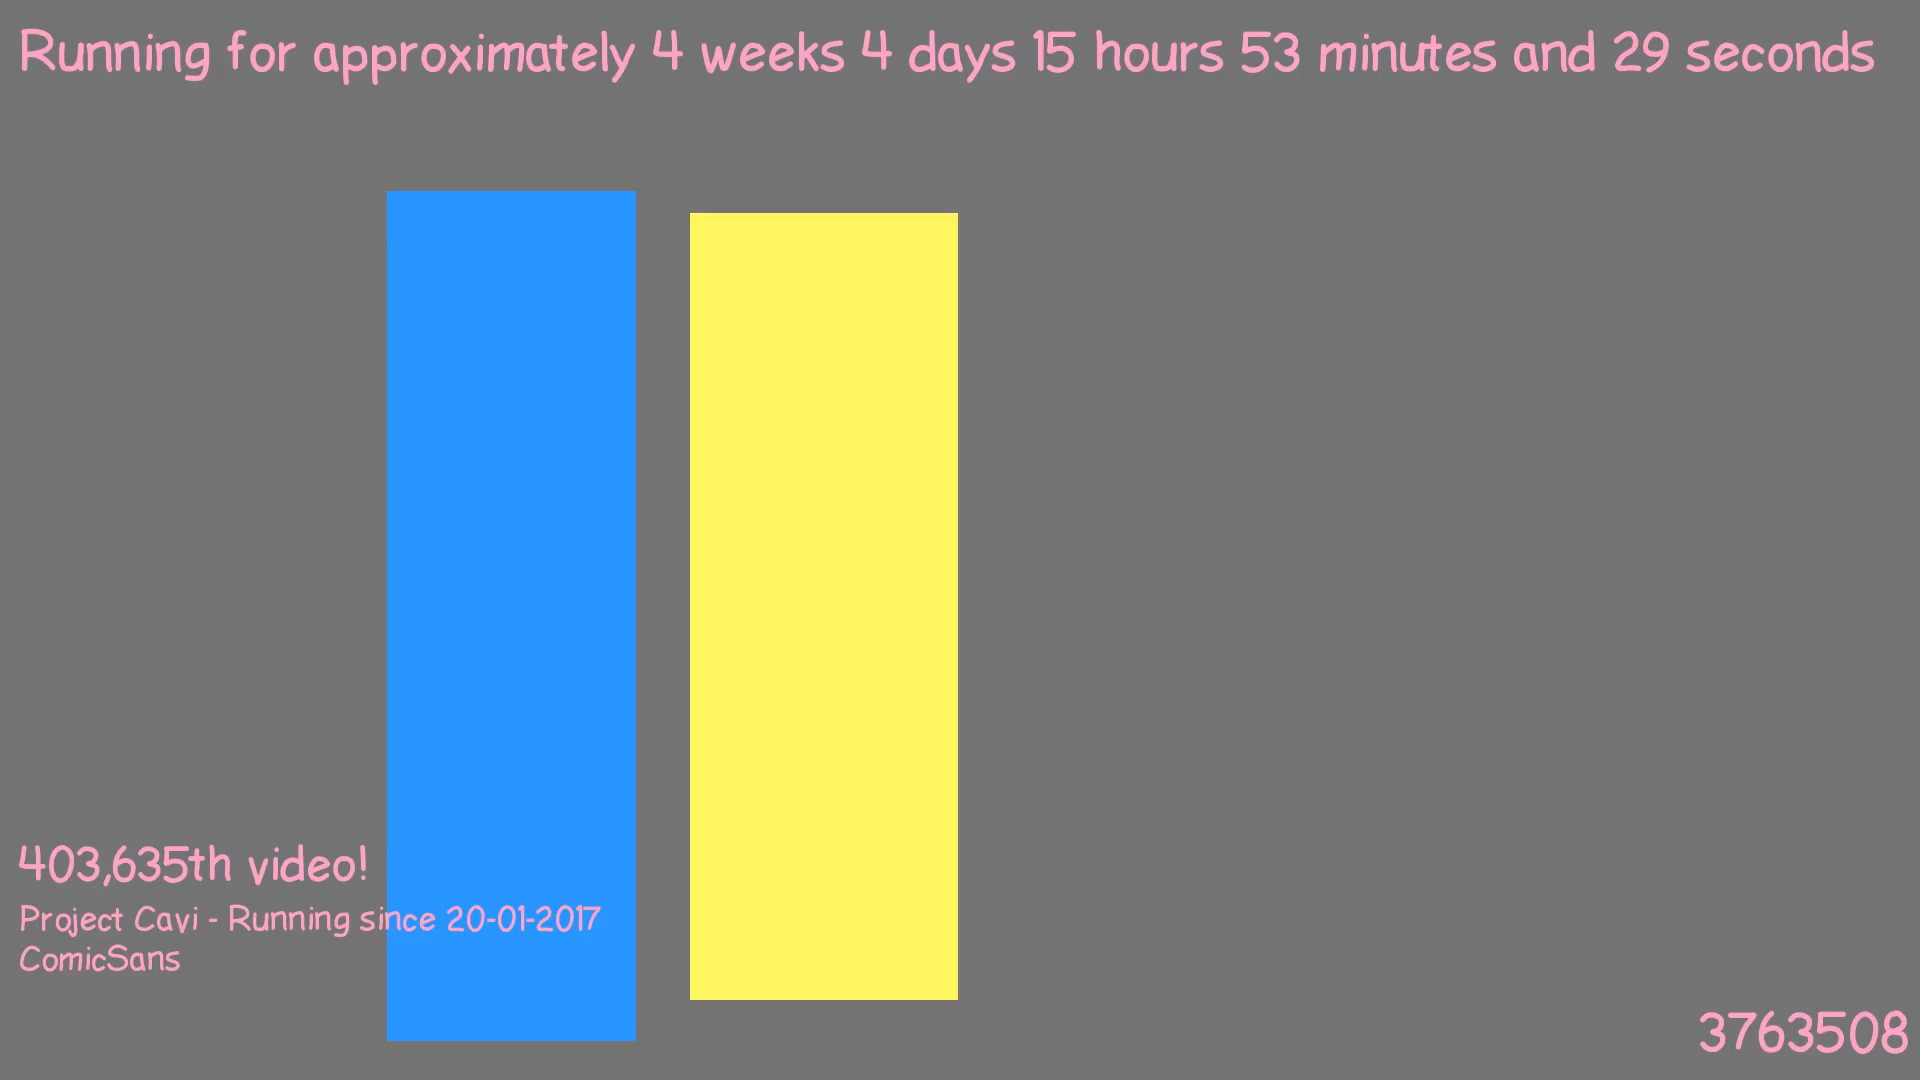 Running for approximately 4 weeks 4 days 15 hours 53 minutes and 29 seconds
403,635th video!
Project Cavi - Running since 20-01-2017
ComicSans
3763508